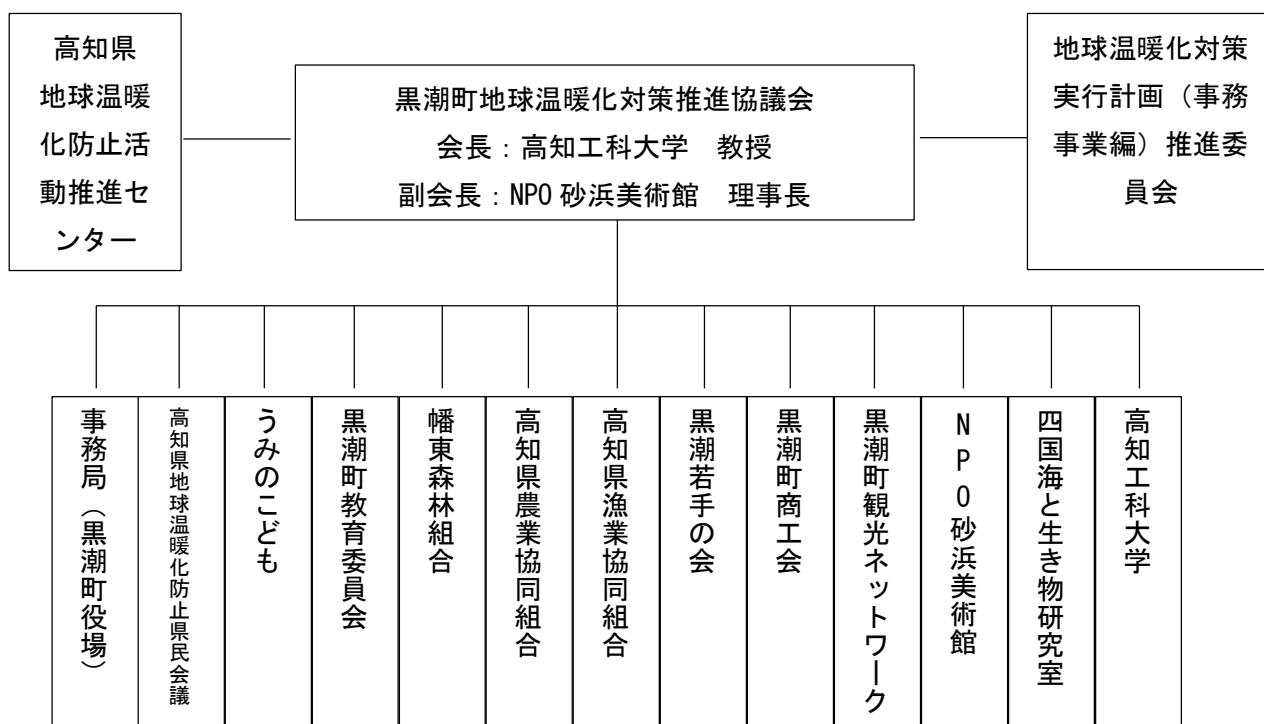 高知県
地球温暖
化防止活
動推進セ
ンター
黒潮町地球温暖化対策推進協議会
会長：高知工科大学　教授
副会長：NPO 砂浜美術館　理事長
地球温暖化対策
実行計画（事務
事業編）推進委
員会
事務局（黒潮町役場）
高知県地球温暖化防止県民会議
うみのこども
黒潮町教育委員会
幡東森林組合
高知県農業協同組合
高知県漁業協同組合
黒潮若手の会
黒潮町商工会
黒潮町観光ネットワーク
NPO砂浜美術館
四国海と生き物研究室
高知工科大学